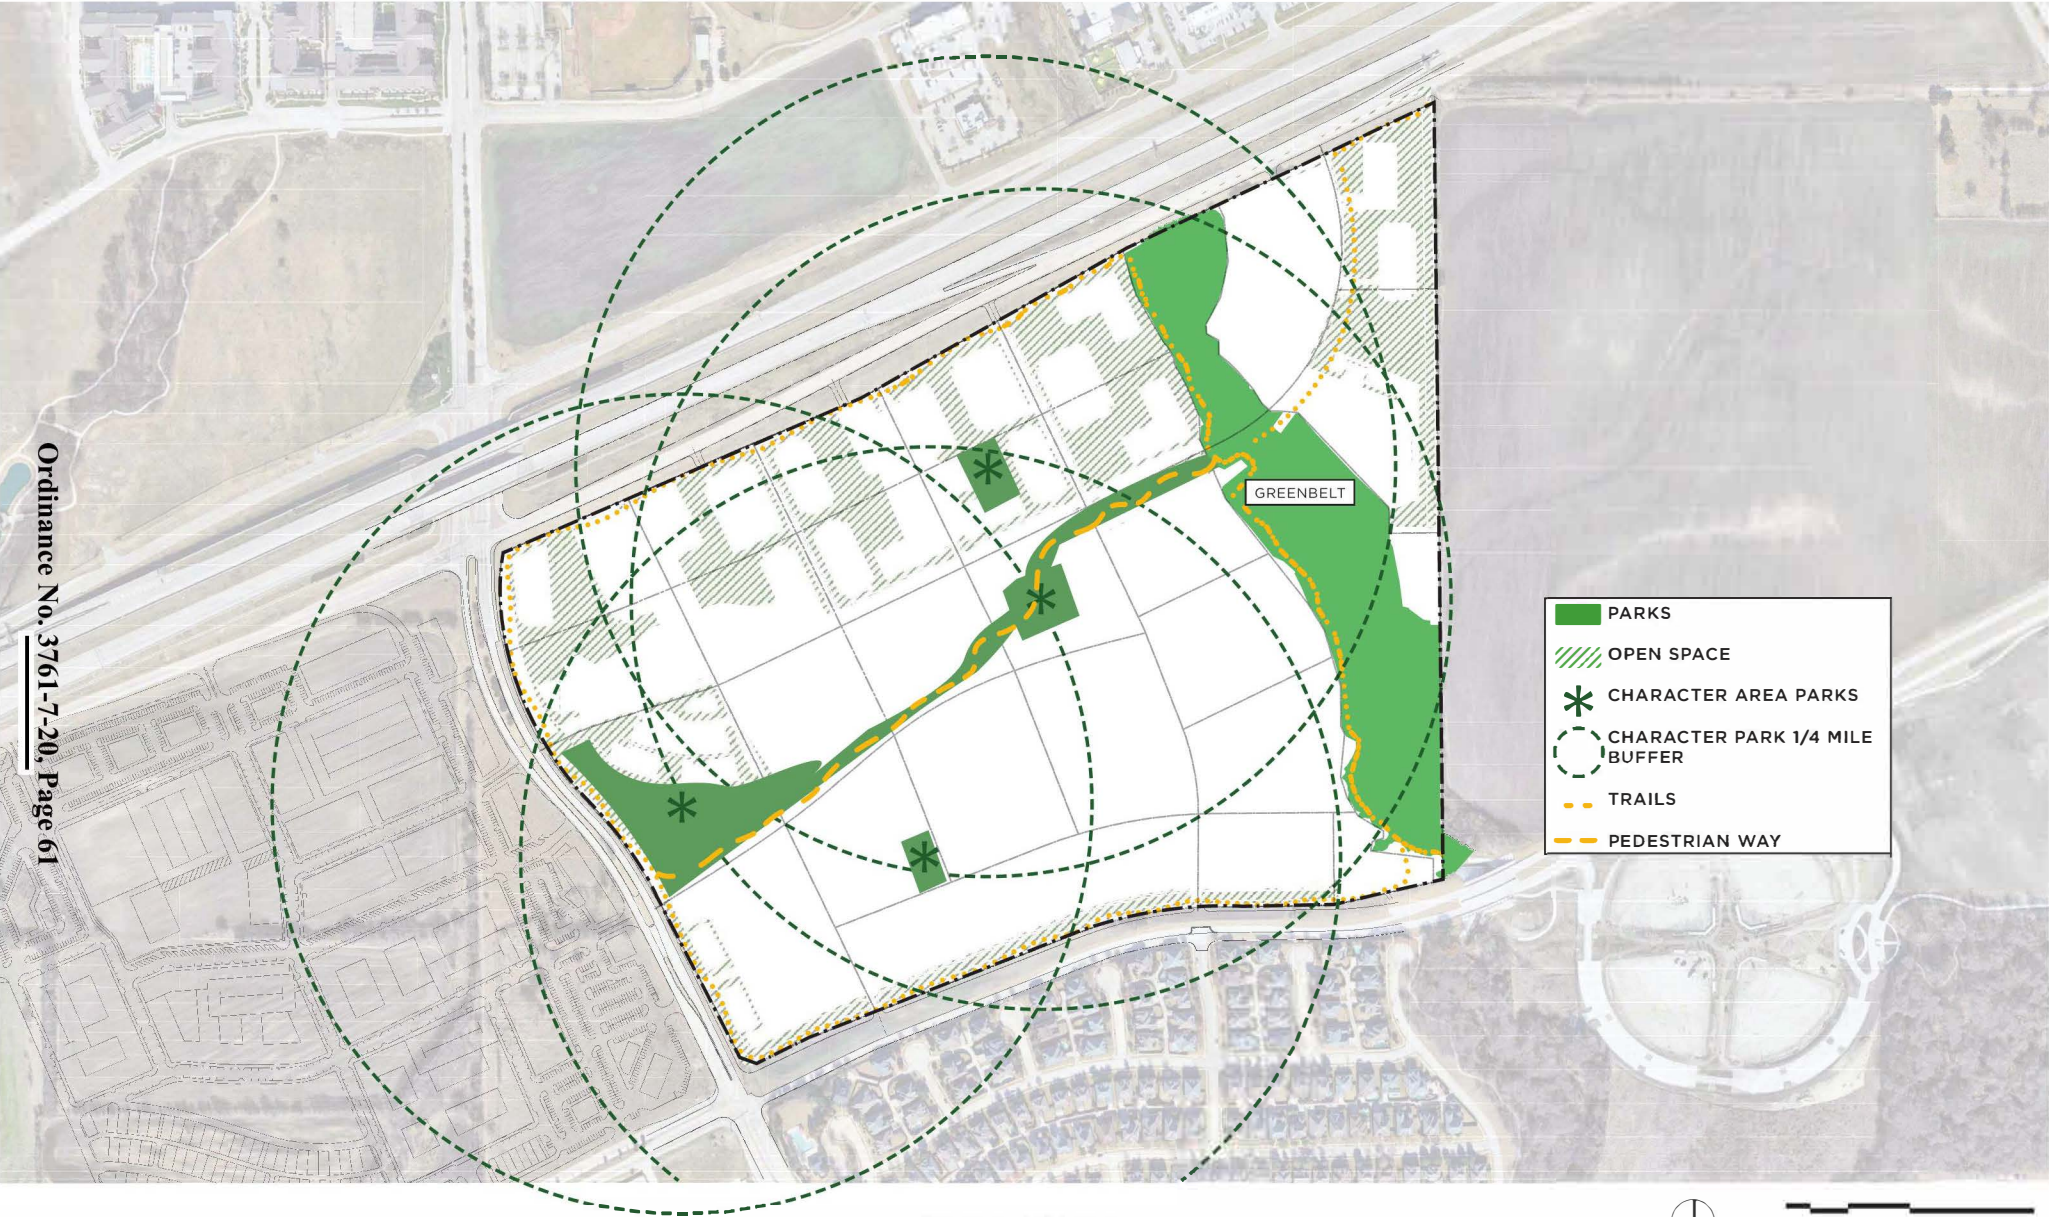 Ordinance No. 3761-7-20, Page 61
GREENBELT
PARKS
OPEN SPACE
CHARACTER AREA PARKS
CHARACTER PARK 1/4 MILE
BUFFER
TRAILS
PEDESTRIAN WAY